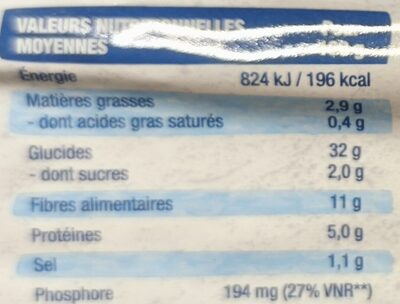 VALEURS NUTRITIONNELLES Pour
MOYENNES g
Énergie 824 kJ / 196 kcal
Matières grasses 2,9 g
- dont acides gras saturés 0,4 g
Glucides 32 g
- dont sucres 2,0 g
Fibres alimentaires 11 g
Protéines 5,0 g
Sel 1,1 g
Phosphore 194 mg (27% VNR**)